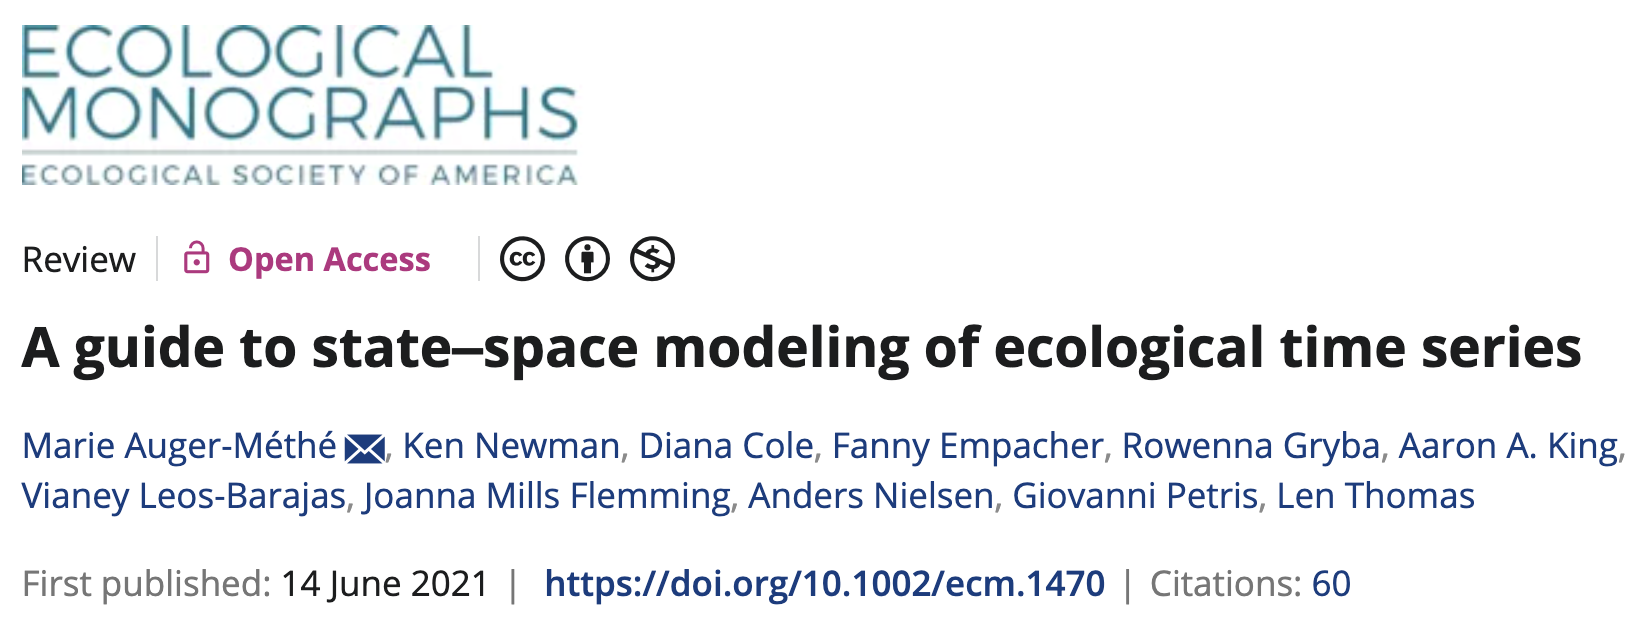 ECOLOGICAL
MONOGRAPHS
ECOLOGICAL SOCIETY OF AMERICA
Review Open Access cc
A guide to state–space modeling of ecological time series
Marie Auger-Méthé, Ken Newman, Diana Cole, Fanny Empacher, Rowenna Gryba, Aaron A. King,
Vianey Leos-Barajas, Joanna Mills Flemming, Anders Nielsen, Giovanni Petris, Len Thomas
First published: 14 June 2021 | https://doi.org/10.1002/ecm.1470 | Citations: 60